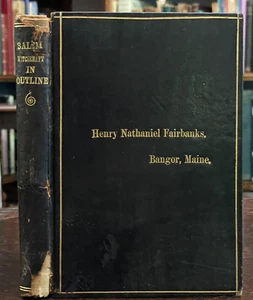 SALEM
WITCHCRAFT
IN
OUTLINE
Henry Nathaniel Fairbanks.
Bangor, Maine.